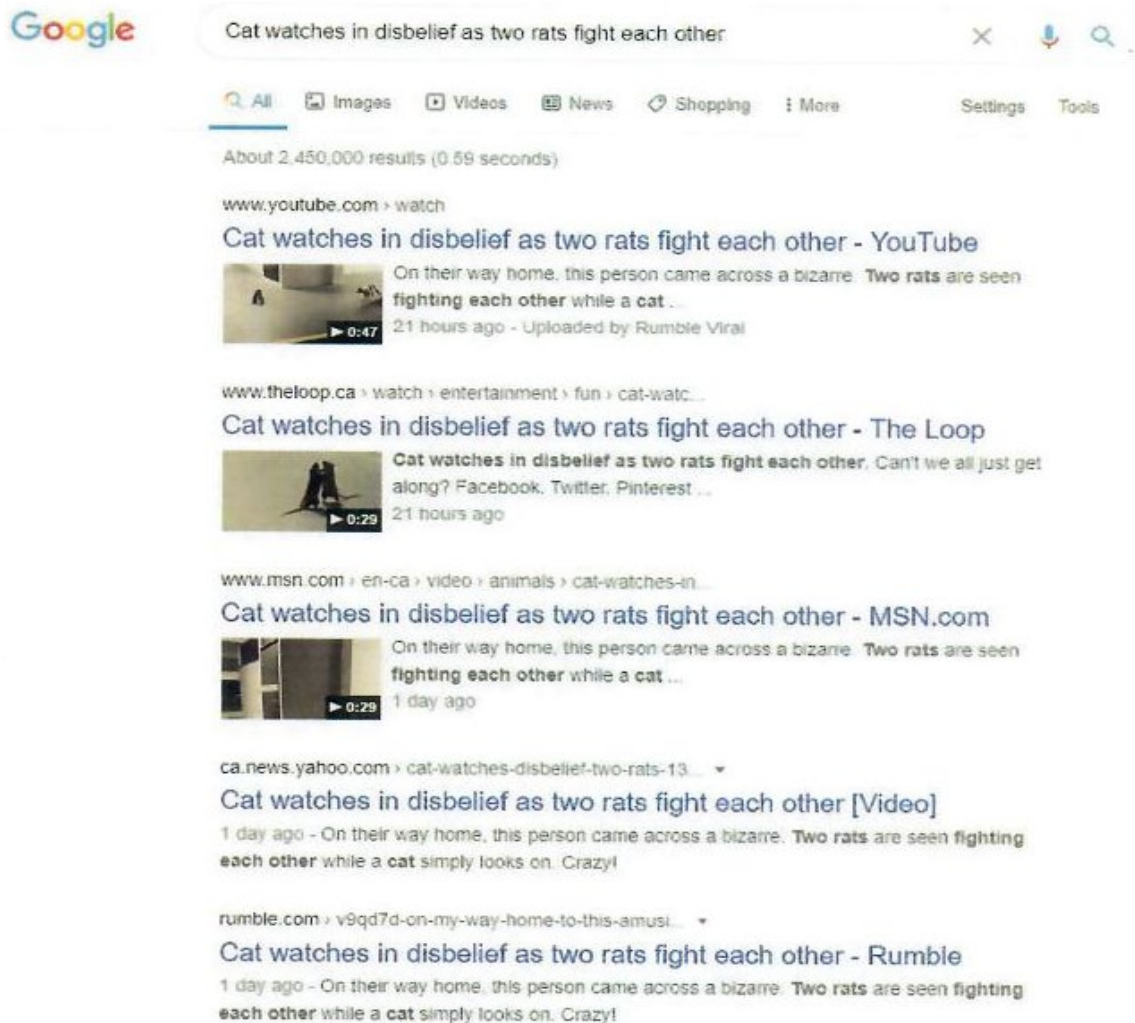 Google
Cat watches in disbelief as two rats fight each other
All Images Videos News Shopping More Settings Tools
About 2,450,000 results (0.59 seconds)
www.youtube.com › watch
Cat watches in disbelief as two rats fight each other - YouTube
On their way home, this person came across a bizarre. Two rats are seen
fighting each other while a cat ...
0:47
21 hours ago - Uploaded by Rumble Viral
www.theloop.ca › watch › entertainment › fun › cat-watc...
Cat watches in disbelief as two rats fight each other - The Loop
Cat watches in disbelief as two rats fight each other. Can't we all just get
along? Facebook, Twitter, Pinterest ...
0:29
21 hours ago
www.msn.com › en-ca › video › animals › cat-watches-in...
Cat watches in disbelief as two rats fight each other - MSN.com
On their way home, this person came across a bizarre. Two rats are seen
fighting each other while a cat ...
0:29
1 day ago
ca.news.yahoo.com › cat-watches-disbelief-two-rats-13...
Cat watches in disbelief as two rats fight each other [Video]
1 day ago - On their way home, this person came across a bizarre. Two rats are seen fighting
each other while a cat simply looks on. Crazy!
rumble.com › v9qd7d-on-my-way-home-to-this-amusi...
Cat watches in disbelief as two rats fight each other - Rumble
1 day ago - On their way home, this person came across a bizarre. Two rats are seen fighting
each other while a cat simply looks on. Crazy!